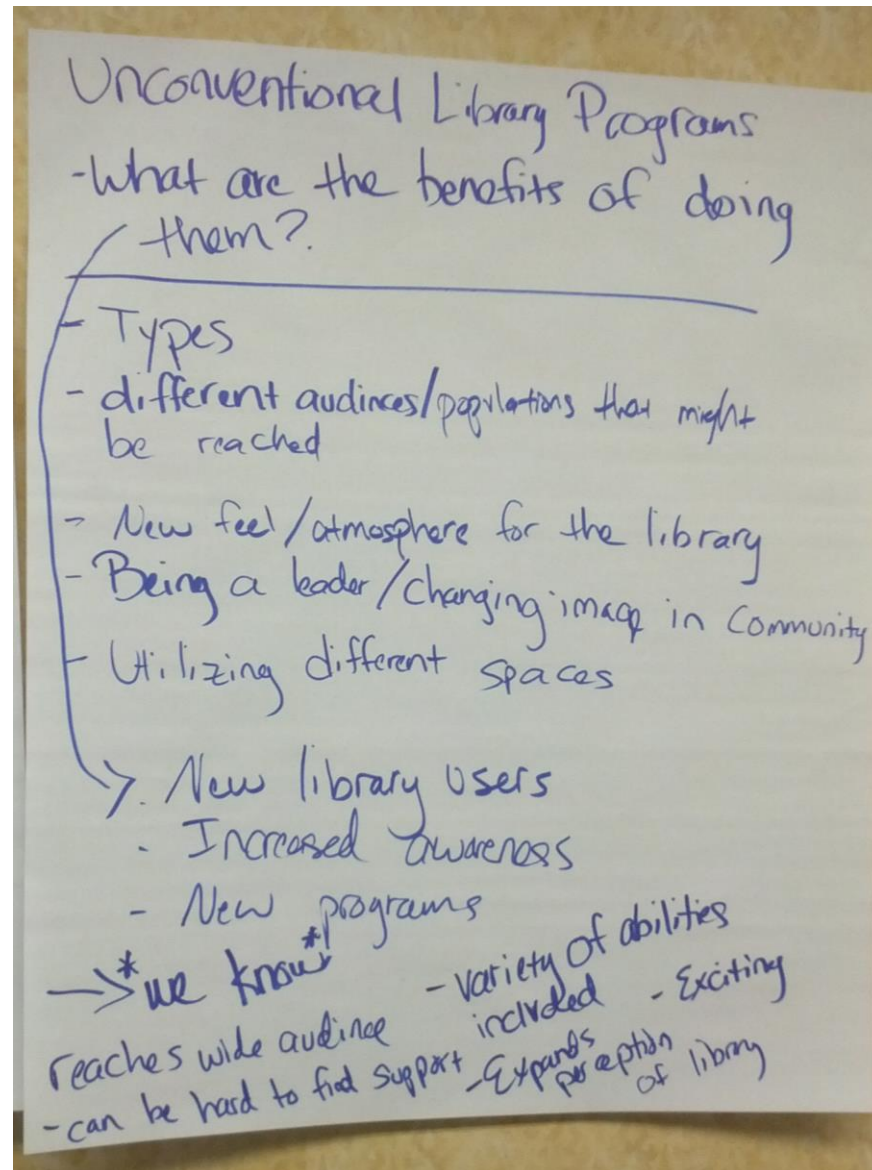 Unconventional Library Programs
- What are the benefits of doing
them?
- Types
- different audinces/populations that might
be reached
- New feel/atmosphere for the library
- Being a leader/changing image in Community
- Utilizing different spaces
. New library users
. Increased awareness
- New programs
→ *we know*
reaches wide audince
- can be hard to find support
- variety of abilities
included
- Exciting
- Expands
perception
of library